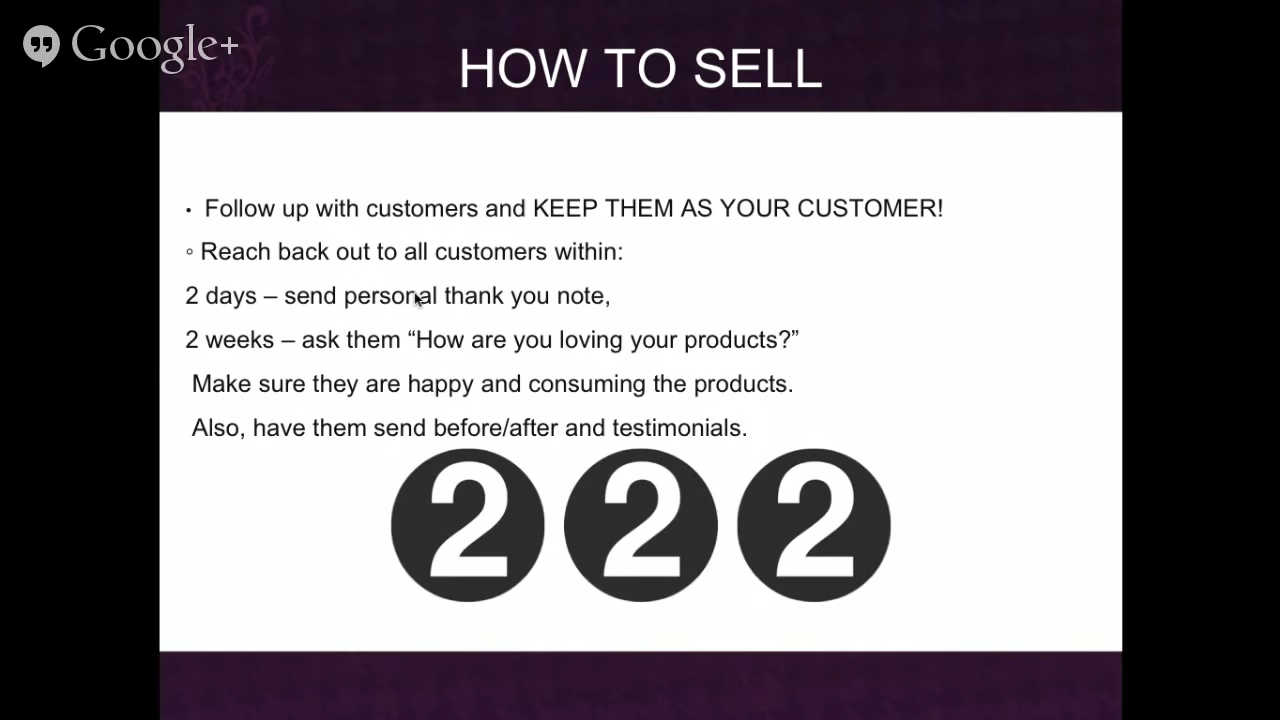 Google+
HOW TO SELL
• Follow up with customers and KEEP THEM AS YOUR CUSTOMER!
◦ Reach back out to all customers within:
2 days – send personal thank you note,
2 weeks – ask them “How are you loving your products?”
Make sure they are happy and consuming the products.
Also, have them send before/after and testimonials.
2 2 2